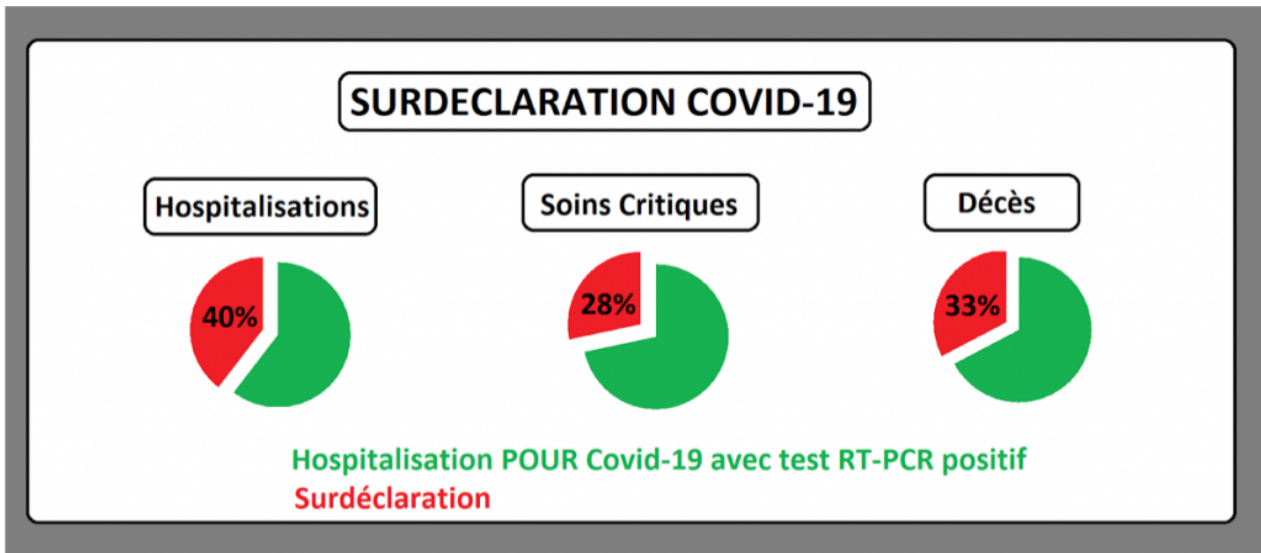 SURDECLARATION COVID-19
Hospitalisations
Soins Critiques
Décès
40%
28%
33%
Hospitalisation POUR Covid-19 avec test RT-PCR positif
Surdéclaration